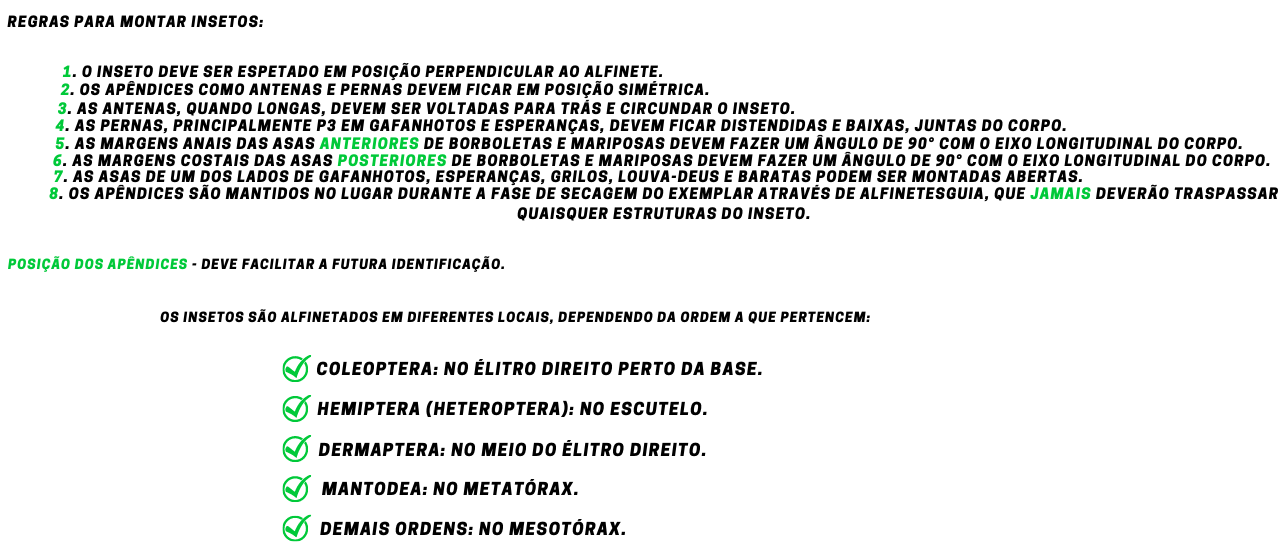 REGRAS PARA MONTAR INSETOS:
1. O INSETO DEVE SER ESPETADO EM POSIÇÃO PERPENDICULAR AO ALFINETE.
2. OS APÊNDICES COMO ANTENAS E PERNAS DEVEM FICAR EM POSIÇÃO SIMÉTRICA.
3. AS ANTENAS, QUANDO LONGAS, DEVEM SER VOLTADAS PARA TRÁS E CIRCUNDAR O INSETO.
4. AS PERNAS, PRINCIPALMENTE P3 EM GAFANHOTOS E ESPERANÇAS, DEVEM FICAR DISTENDIDAS E BAIXAS, JUNTAS DO CORPO.
5. AS MARGENS ANAIS DAS ASAS ANTERIORES DE BORBOLETAS E MARIPOSAS DEVEM FAZER UM ÂNGULO DE 90° COM O EIXO LONGITUDINAL DO CORPO.
6. AS MARGENS COSTAIS DAS ASAS POSTERIORES DE BORBOLETAS E MARIPOSAS DEVEM FAZER UM ÂNGULO DE 90° COM O EIXO LONGITUDINAL DO CORPO.
7. AS ASAS DE UM DOS LADOS DE GAFANHOTOS, ESPERANÇAS, GRILOS, LOUVA-DEUS E BARATAS PODEM SER MONTADAS ABERTAS.
8. OS APÊNDICES SÃO MANTIDOS NO LUGAR DURANTE A FASE DE SECAGEM DO EXEMPLAR ATRAVÉS DE ALFINETESGUIA, QUE JAMAIS DEVERÃO TRASPASSAR
QUAISQUER ESTRUTURAS DO INSETO.
POSIÇÃO DOS APÊNDICES - DEVE FACILITAR A FUTURA IDENTIFICAÇÃO.
OS INSETOS SÃO ALFINETADOS EM DIFERENTES LOCAIS, DEPENDENDO DA ORDEM A QUE PERTENCEM:
COLEOPTERA: NO ÉLITRO DIREITO PERTO DA BASE.
HEMIPTERA (HETEROPTERA): NO ESCUTELO.
DERMAPTERA: NO MEIO DO ÉLITRO DIREITO.
MANTODEA: NO METATÓRAX.
DEMAIS ORDENS: NO MESOTÓRAX.